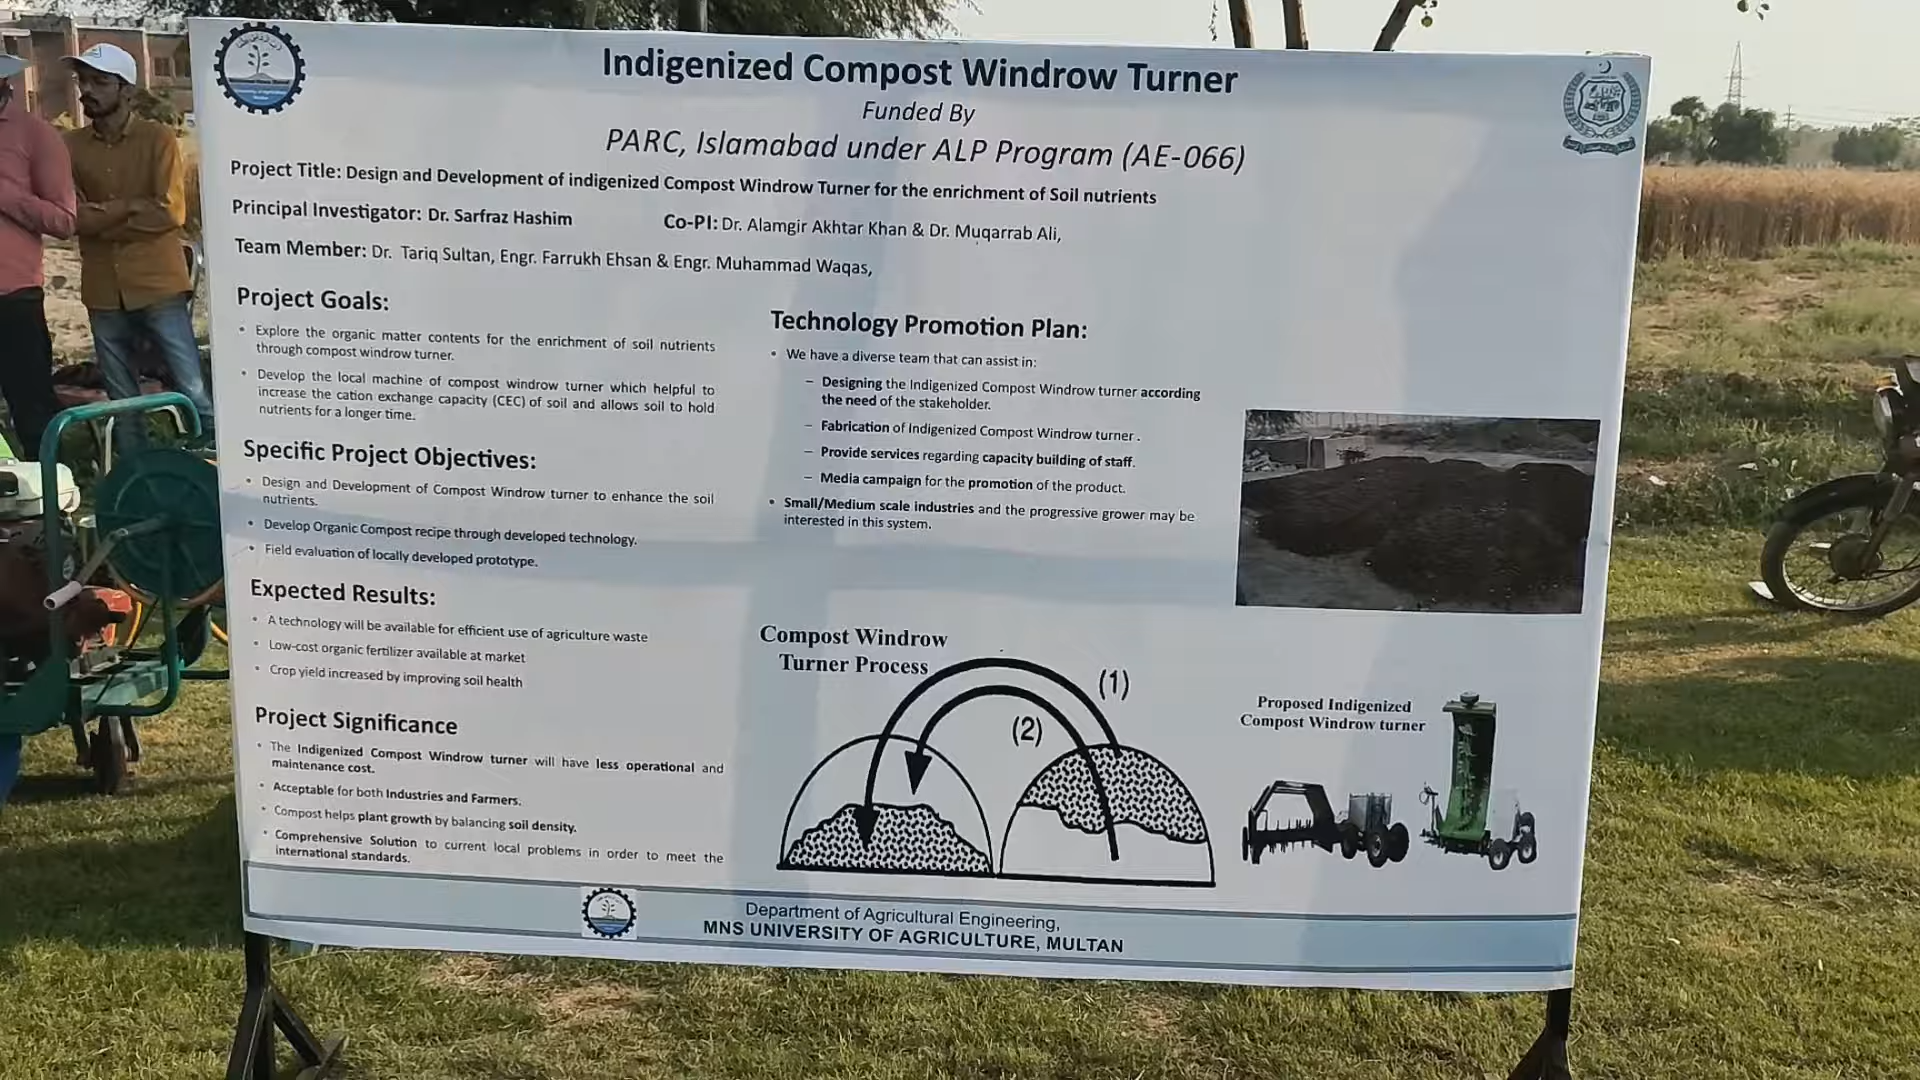 Indigenized Compost Windrow Turner
Funded By
PARC, Islamabad under ALP Program (AE-066)
Project Title: Design and Development of indigenized Compost Windrow Turner for the enrichment of Soil nutrients
Principal Investigator: Dr. Sarfraz Hashim
Co-PI: Dr. Alamgir Akhtar Khan & Dr. Muqarrab Ali,
Team Member: Dr. Tariq Sultan, Engr. Farrukh Ehsan & Engr. Muhammad Waqas,
Project Goals:
• Explore the organic matter contents for the enrichment of soil nutrients
through compost windrow turner.
• Develop the local machine of compost windrow turner which helpful to
increase the cation exchange capacity (CEC) of soil and allows soil to hold
nutrients for a longer time.
Specific Project Objectives:
• Design and Development of Compost Windrow turner to enhance the soil
nutrients.
• Develop Organic Compost recipe through developed technology.
• Field evaluation of locally developed prototype.
Expected Results:
• A technology will be available for efficient use of agriculture waste
• Low-cost organic fertilizer available at market
• Crop yield increased by improving soil health
Project Significance
• The Indigenized Compost Windrow turner will have less operational and
maintenance cost.
• Acceptable for both Industries and Farmers.
• Compost helps plant growth by balancing soil density.
• Comprehensive Solution to current local problems in order to meet the
international standards.
Technology Promotion Plan:
• We have a diverse team that can assist in:
– Designing the Indigenized Compost Windrow turner according
the need of the stakeholder.
– Fabrication of Indigenized Compost Windrow turner .
– Provide services regarding capacity building of staff.
– Media campaign for the promotion of the product.
• Small/Medium scale industries and the progressive grower may be
interested in this system.
Compost Windrow
Turner Process
(1)
(2)
Proposed Indigenized
Compost Windrow turner
Department of Agricultural Engineering,
MNS UNIVERSITY OF AGRICULTURE, MULTAN